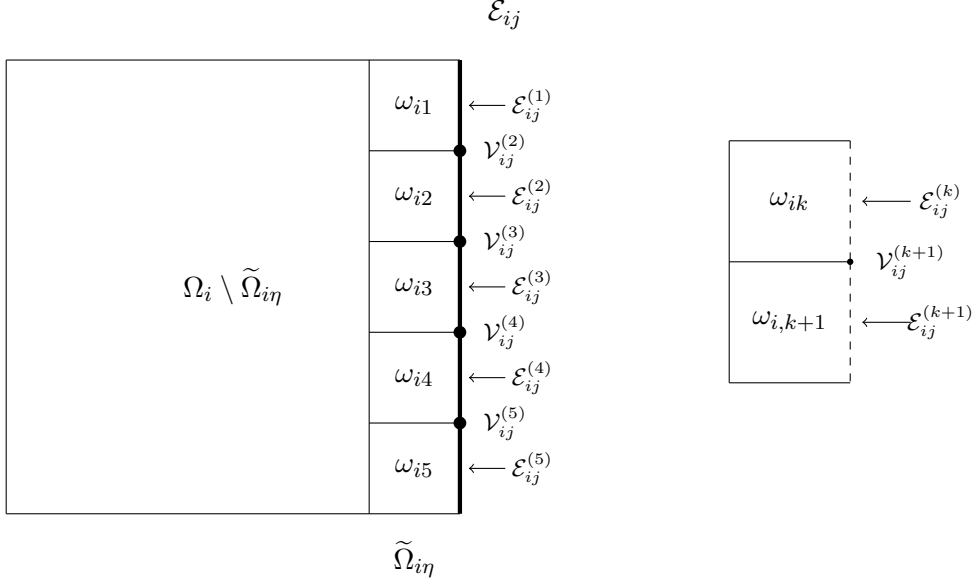 ℰ_{ij}
ω_{i1}
ℰ_{ij}^{(1)}
𝒱_{ij}^{(2)}
ω_{i2}
ℰ_{ij}^{(2)}
𝒱_{ij}^{(3)}
Ω_i \ Ω̃_{iη}
ω_{i3}
ℰ_{ij}^{(3)}
𝒱_{ij}^{(4)}
ω_{i4}
ℰ_{ij}^{(4)}
𝒱_{ij}^{(5)}
ω_{i5}
ℰ_{ij}^{(5)}
Ω̃_{iη}
ω_{ik}
ℰ_{ij}^{(k)}
𝒱_{ij}^{(k+1)}
ω_{i,k+1}
ℰ_{ij}^{(k+1)}